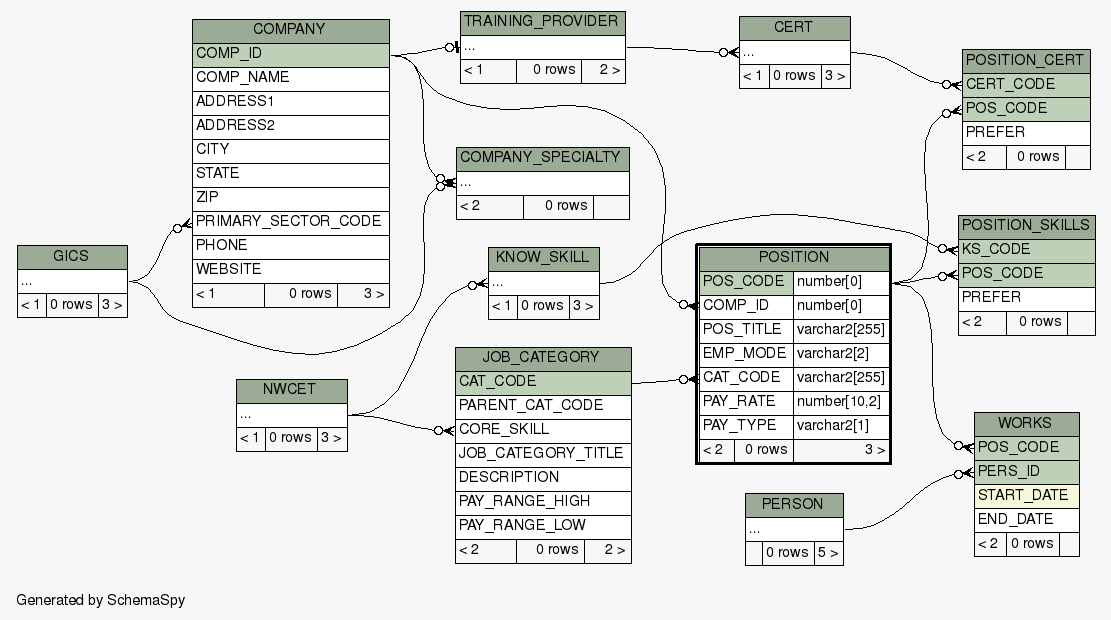 COMPANY
COMP_ID
COMP_NAME
ADDRESS1
ADDRESS2
CITY
STATE
ZIP
PRIMARY_SECTOR_CODE
PHONE
WEBSITE
< 1 0 rows 3 >
TRAINING_PROVIDER
...
< 1 0 rows 2 >
CERT
...
< 1 0 rows 3 >
POSITION_CERT
CERT_CODE
POS_CODE
PREFER
< 2 0 rows
COMPANY_SPECIALTY
...
< 2 0 rows
GICS
...
< 1 0 rows 3 >
KNOW_SKILL
...
< 1 0 rows 3 >
POSITION
POS_CODE number[0]
COMP_ID number[0]
POS_TITLE varchar2[255]
EMP_MODE varchar2[2]
CAT_CODE varchar2[255]
PAY_RATE number[10,2]
PAY_TYPE varchar2[1]
< 2 0 rows 3 >
POSITION_SKILLS
KS_CODE
POS_CODE
PREFER
< 2 0 rows
NWCET
...
< 1 0 rows 3 >
JOB_CATEGORY
CAT_CODE
PARENT_CAT_CODE
CORE_SKILL
JOB_CATEGORY_TITLE
DESCRIPTION
PAY_RANGE_HIGH
PAY_RANGE_LOW
< 2 0 rows 2 >
PERSON
...
0 rows 5 >
WORKS
POS_CODE
PERS_ID
START_DATE
END_DATE
< 2 0 rows
Generated by SchemaSpy